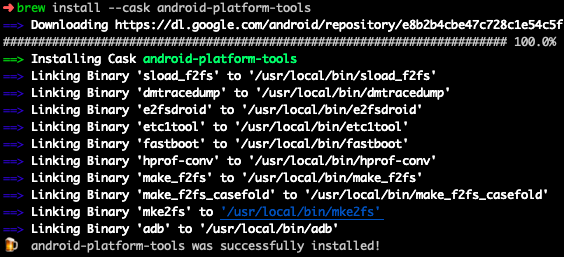 ➜ brew install --cask android-platform-tools
==> Downloading https://dl.google.com/android/repository/e8b2b4cbe47c728c1e54c5f
######################################################################## 100.0%
==> Installing Cask android-platform-tools
==> Linking Binary 'sload_f2fs' to '/usr/local/bin/sload_f2fs'
==> Linking Binary 'dmtracedump' to '/usr/local/bin/dmtracedump'
==> Linking Binary 'e2fsdroid' to '/usr/local/bin/e2fsdroid'
==> Linking Binary 'etc1tool' to '/usr/local/bin/etc1tool'
==> Linking Binary 'fastboot' to '/usr/local/bin/fastboot'
==> Linking Binary 'hprof-conv' to '/usr/local/bin/hprof-conv'
==> Linking Binary 'make_f2fs' to '/usr/local/bin/make_f2fs'
==> Linking Binary 'make_f2fs_casefold' to '/usr/local/bin/make_f2fs_casefold'
==> Linking Binary 'mke2fs' to '/usr/local/bin/mke2fs'
==> Linking Binary 'adb' to '/usr/local/bin/adb'
🍺 android-platform-tools was successfully installed!